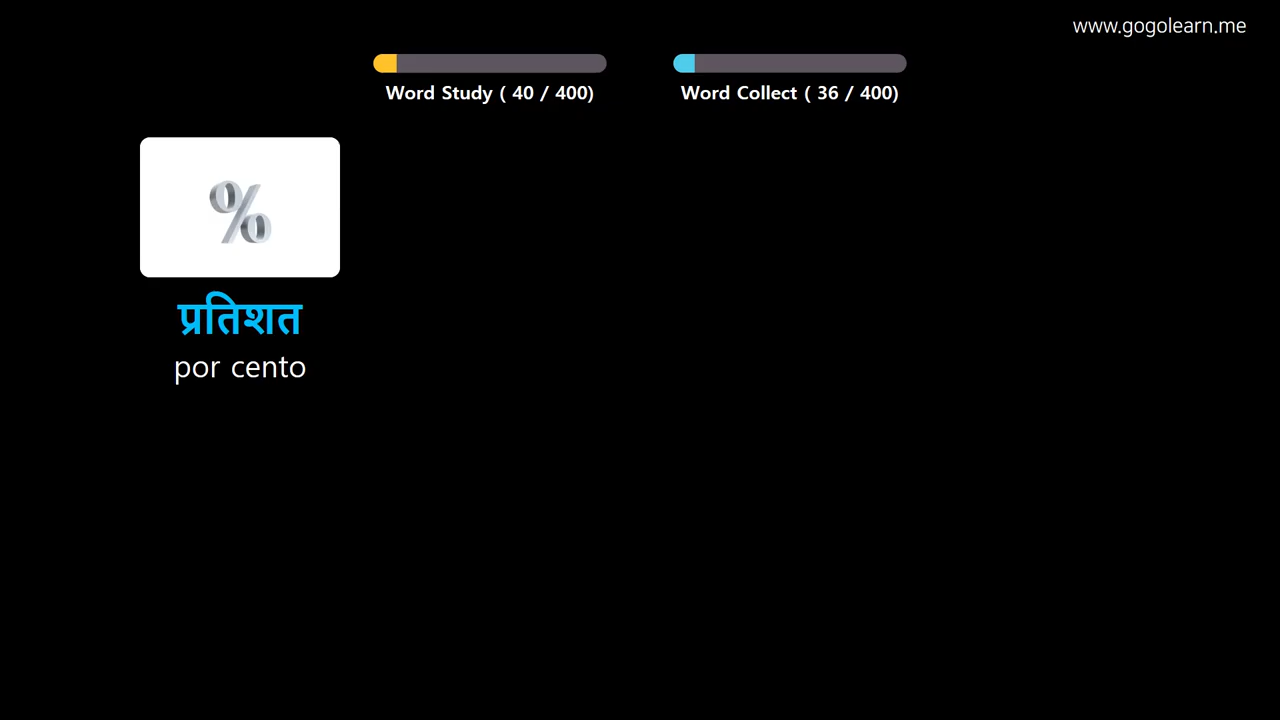 www.gogolearn.me
Word Study ( 40 / 400)
Word Collect ( 36 / 400)
%
प्रतिशत
por cento